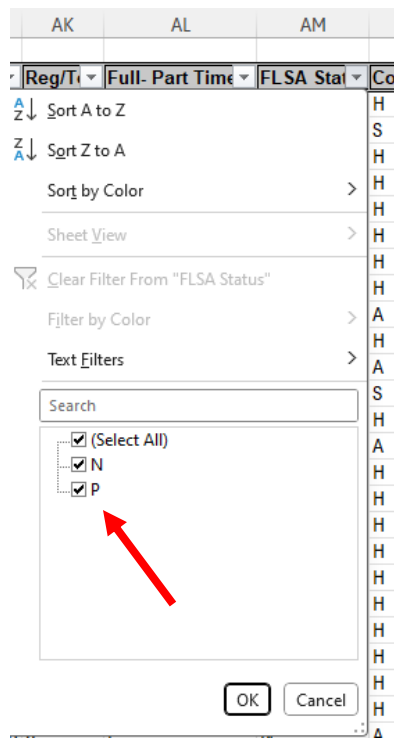 AK AL AM
Reg/Te Full- Part Time FLSA Stat Co
Sort A to Z
Sort Z to A
Sort by Color
Sheet View
Clear Filter From "FLSA Status"
Filter by Color
Text Filters
Search
(Select All)
N
P
OK Cancel
H
S
H
H
H
H
H
H
A
H
A
S
H
A
H
H
H
H
H
H
H
H
H
H
A